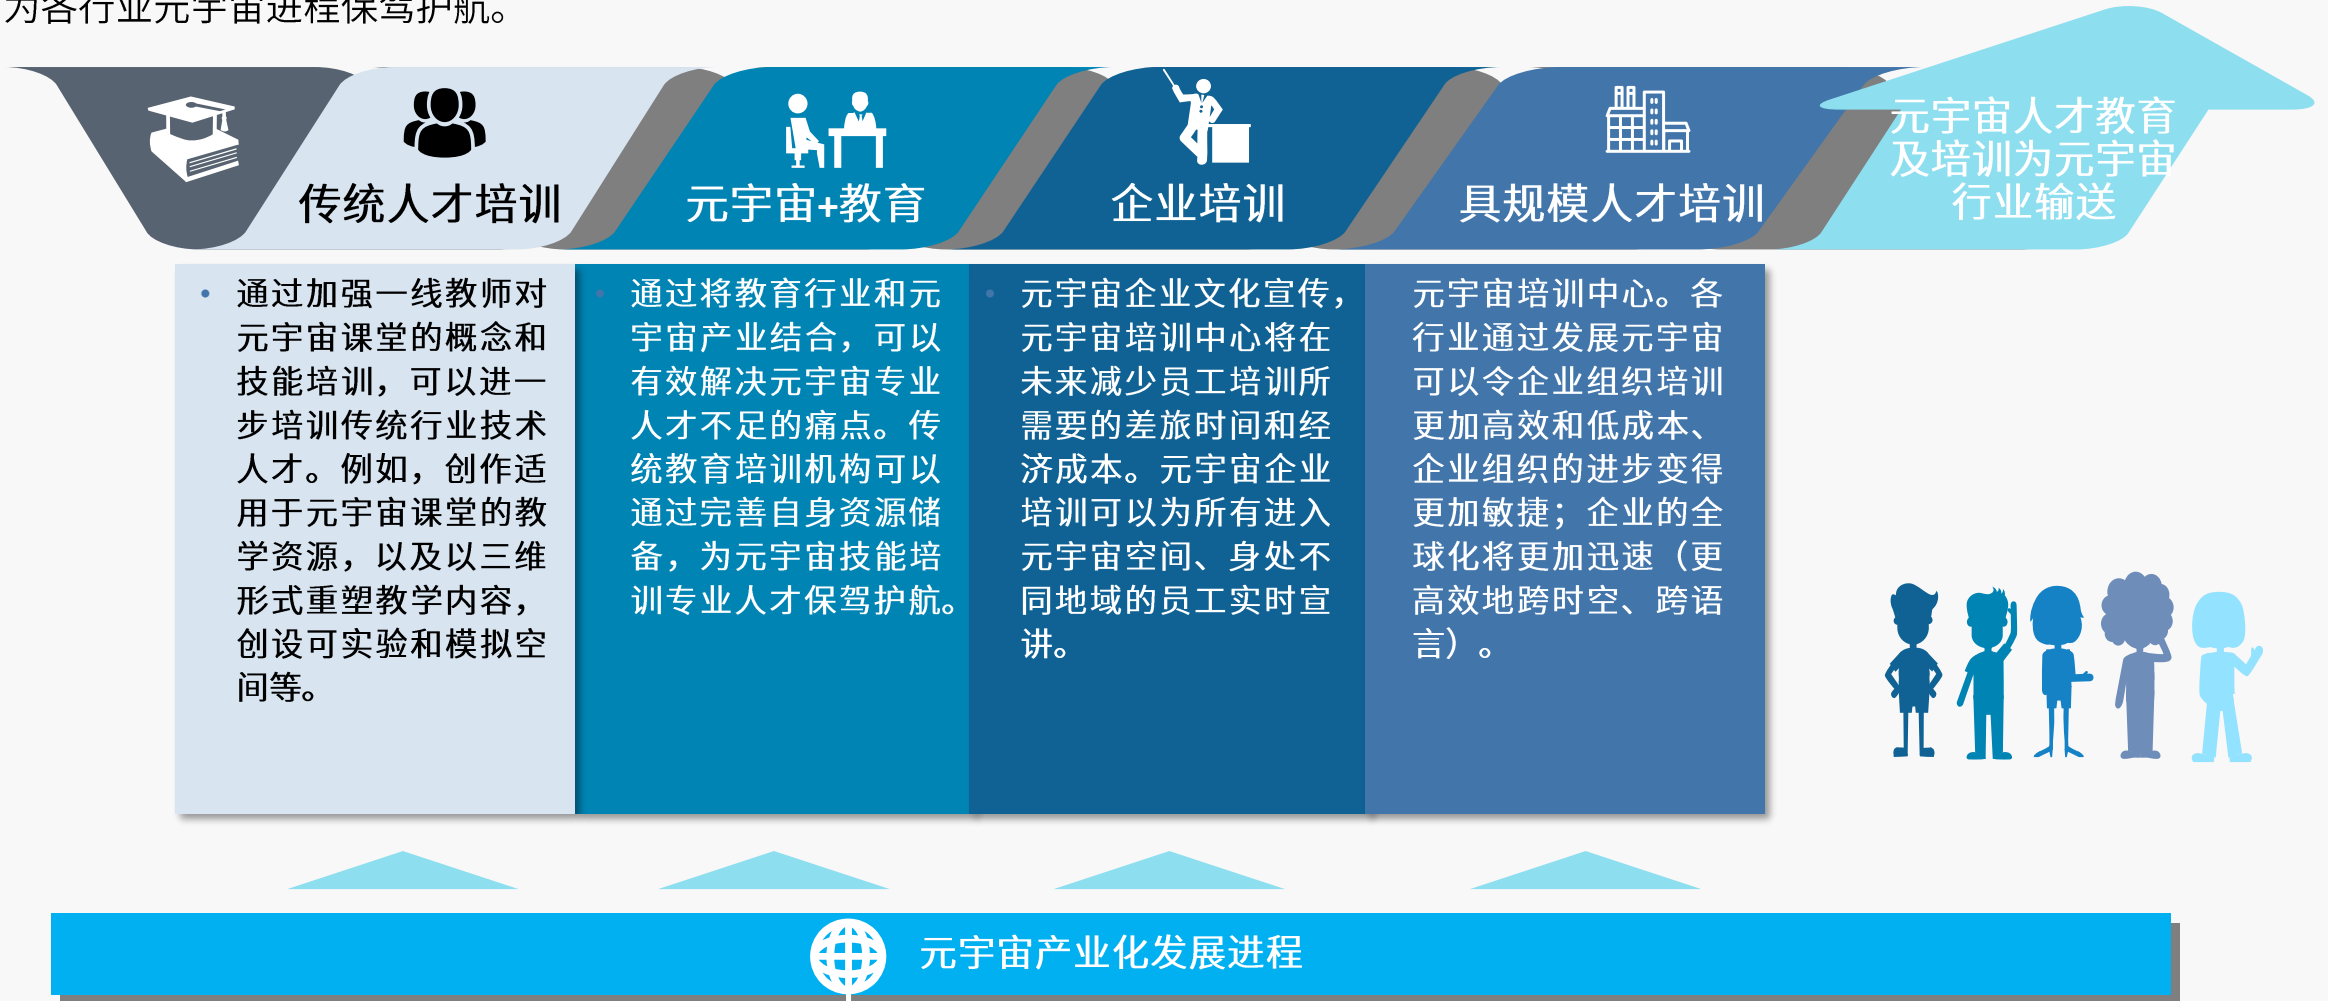 为各行业元宇宙进程保驾护航。
传统人才培训
元宇宙+教育
企业培训
具规模人才培训
元宇宙人才教育
及培训为元宇宙
行业输送
• 通过加强一线教师对
元宇宙课堂的概念和
技能培训，可以进一
步培训传统行业技术
人才。例如，创作适
用于元宇宙课堂的教
学资源，以及以三维
形式重塑教学内容，
创设可实验和模拟空
间等。
• 通过将教育行业和元
宇宙产业结合，可以
有效解决元宇宙专业
人才不足的痛点。传
统教育培训机构可以
通过完善自身资源储
备，为元宇宙技能培
训专业人才保驾护航。
• 元宇宙企业文化宣传，
元宇宙培训中心将在
未来减少员工培训所
需要的差旅时间和经
济成本。元宇宙企业
培训可以为所有进入
元宇宙空间、身处不
同地域的员工实时宣
讲。
元宇宙培训中心。各
行业通过发展元宇宙
可以令企业组织培训
更加高效和低成本、
企业组织的进步变得
更加敏捷；企业的全
球化将更加迅速（更
高效地跨时空、跨语
言）。
元宇宙产业化发展进程